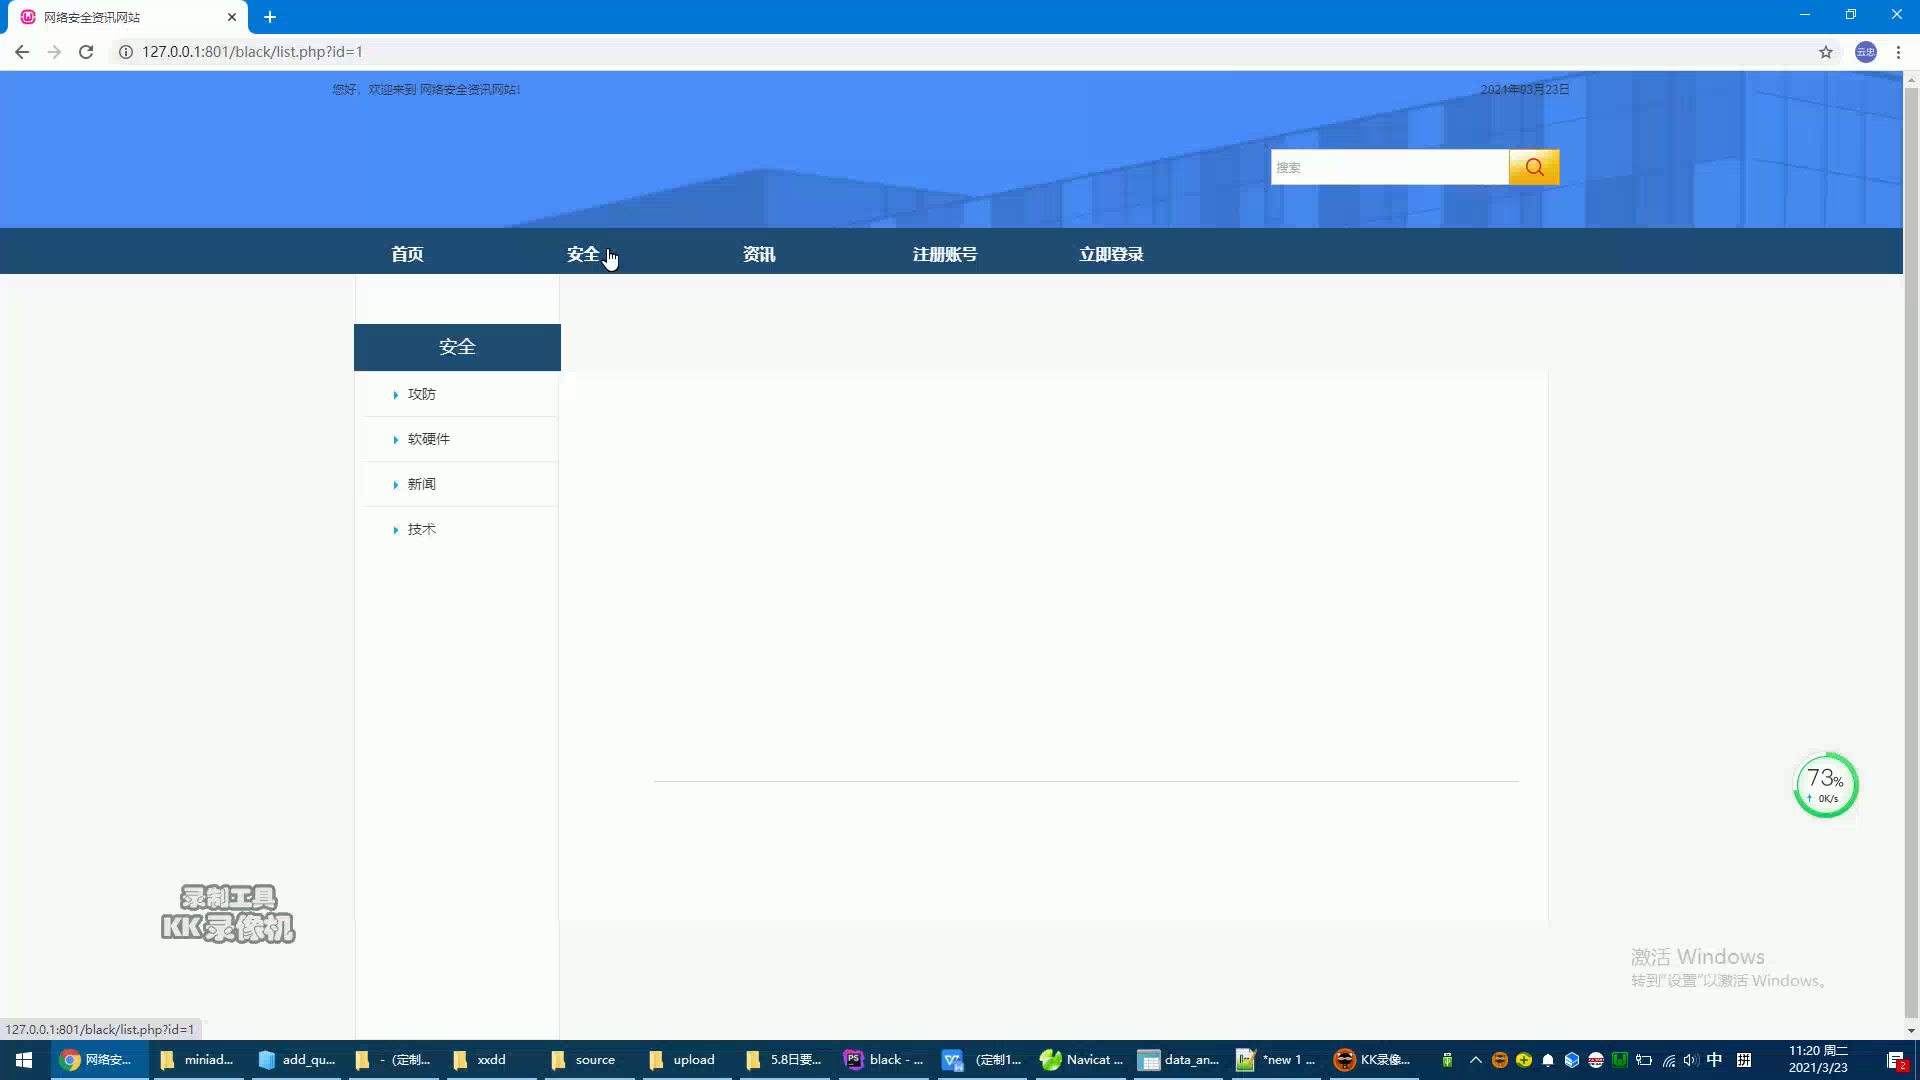 网络安全资讯网站
127.0.0.1:801/black/list.php?id=1
云忠
您好，欢迎来到 网络安全资讯网站!
2021年03月23日
搜索
首页 安全 资讯 注册账号 立即登录
安全
攻防
软硬件
新闻
技术
73%
0K/s
录制工具
KK录像机
激活 Windows
转到"设置"以激活 Windows。
127.0.0.1:801/black/list.php?id=1
网络安... miniad... add_qu... -（定制... xxdd source upload 5.8日要... black - ... （定制1... Navicat ... data_an... *new 1 ... KK录像... 中 拼 11:20 周二
2021/3/23
2